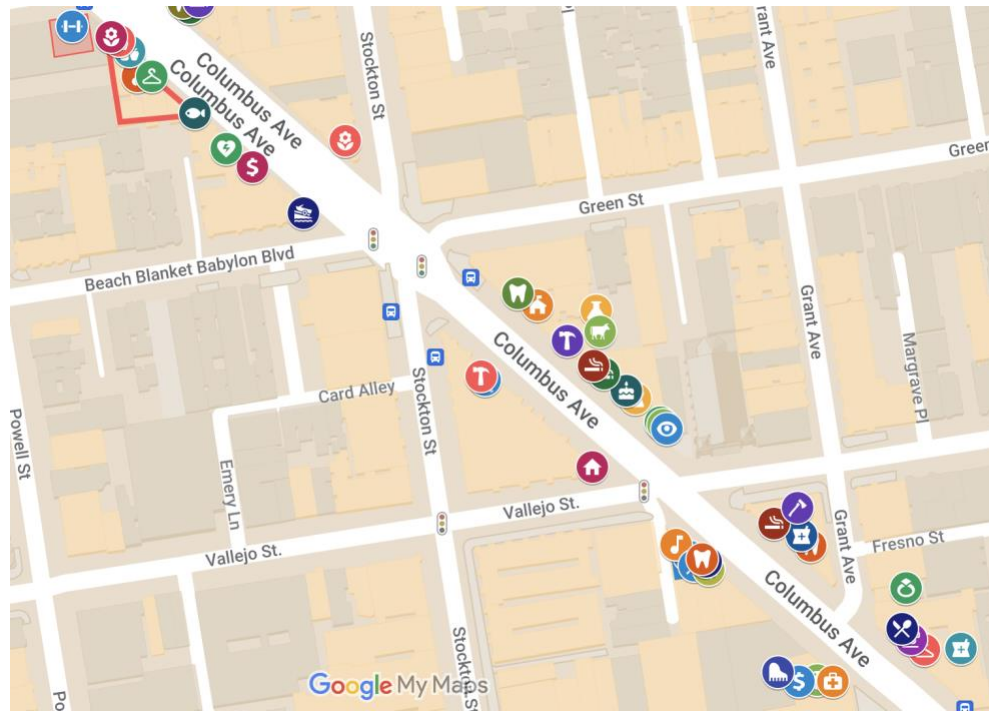 Columbus Ave
Columbus Ave
Stockton St
Grant Ave
Green
Green St
Beach Blanket Babylon Blvd
Grant Ave
Margrave Pl
Columbus Ave
Card Alley
Stockton St
Powell St
Emery Ln
Vallejo St.
Vallejo St.
Grant Ave
Fresno St
Columbus Ave
Stockton St
Google My Maps
Po